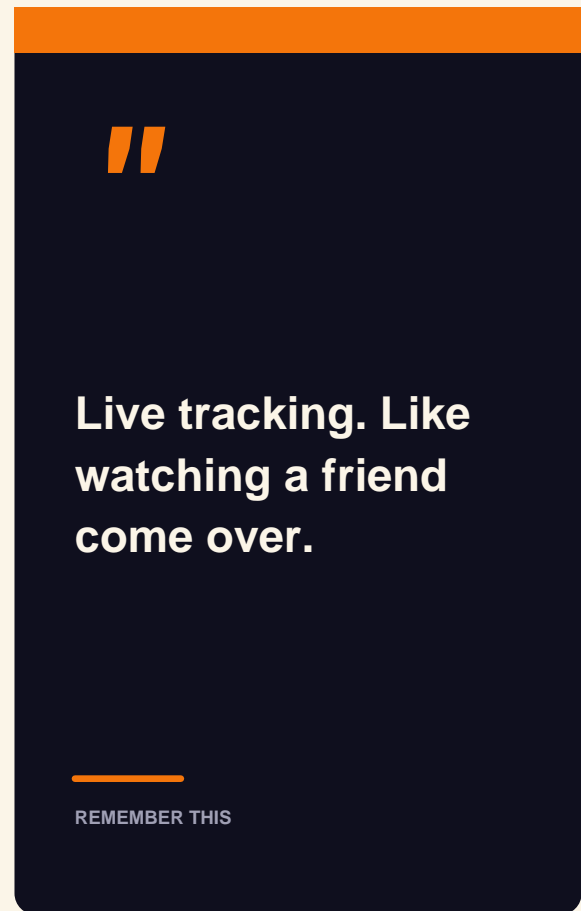 "
Live tracking. Like
watching a friend
come over.
REMEMBER THIS